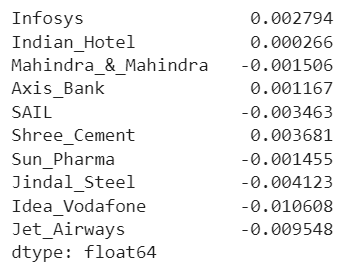 Infosys 0.002794
Indian_Hotel 0.000266
Mahindra_&_Mahindra -0.001506
Axis_Bank 0.001167
SAIL -0.003463
Shree_Cement 0.003681
Sun_Pharma -0.001455
Jindal_Steel -0.004123
Idea_Vodafone -0.010608
Jet_Airways -0.009548
dtype: float64